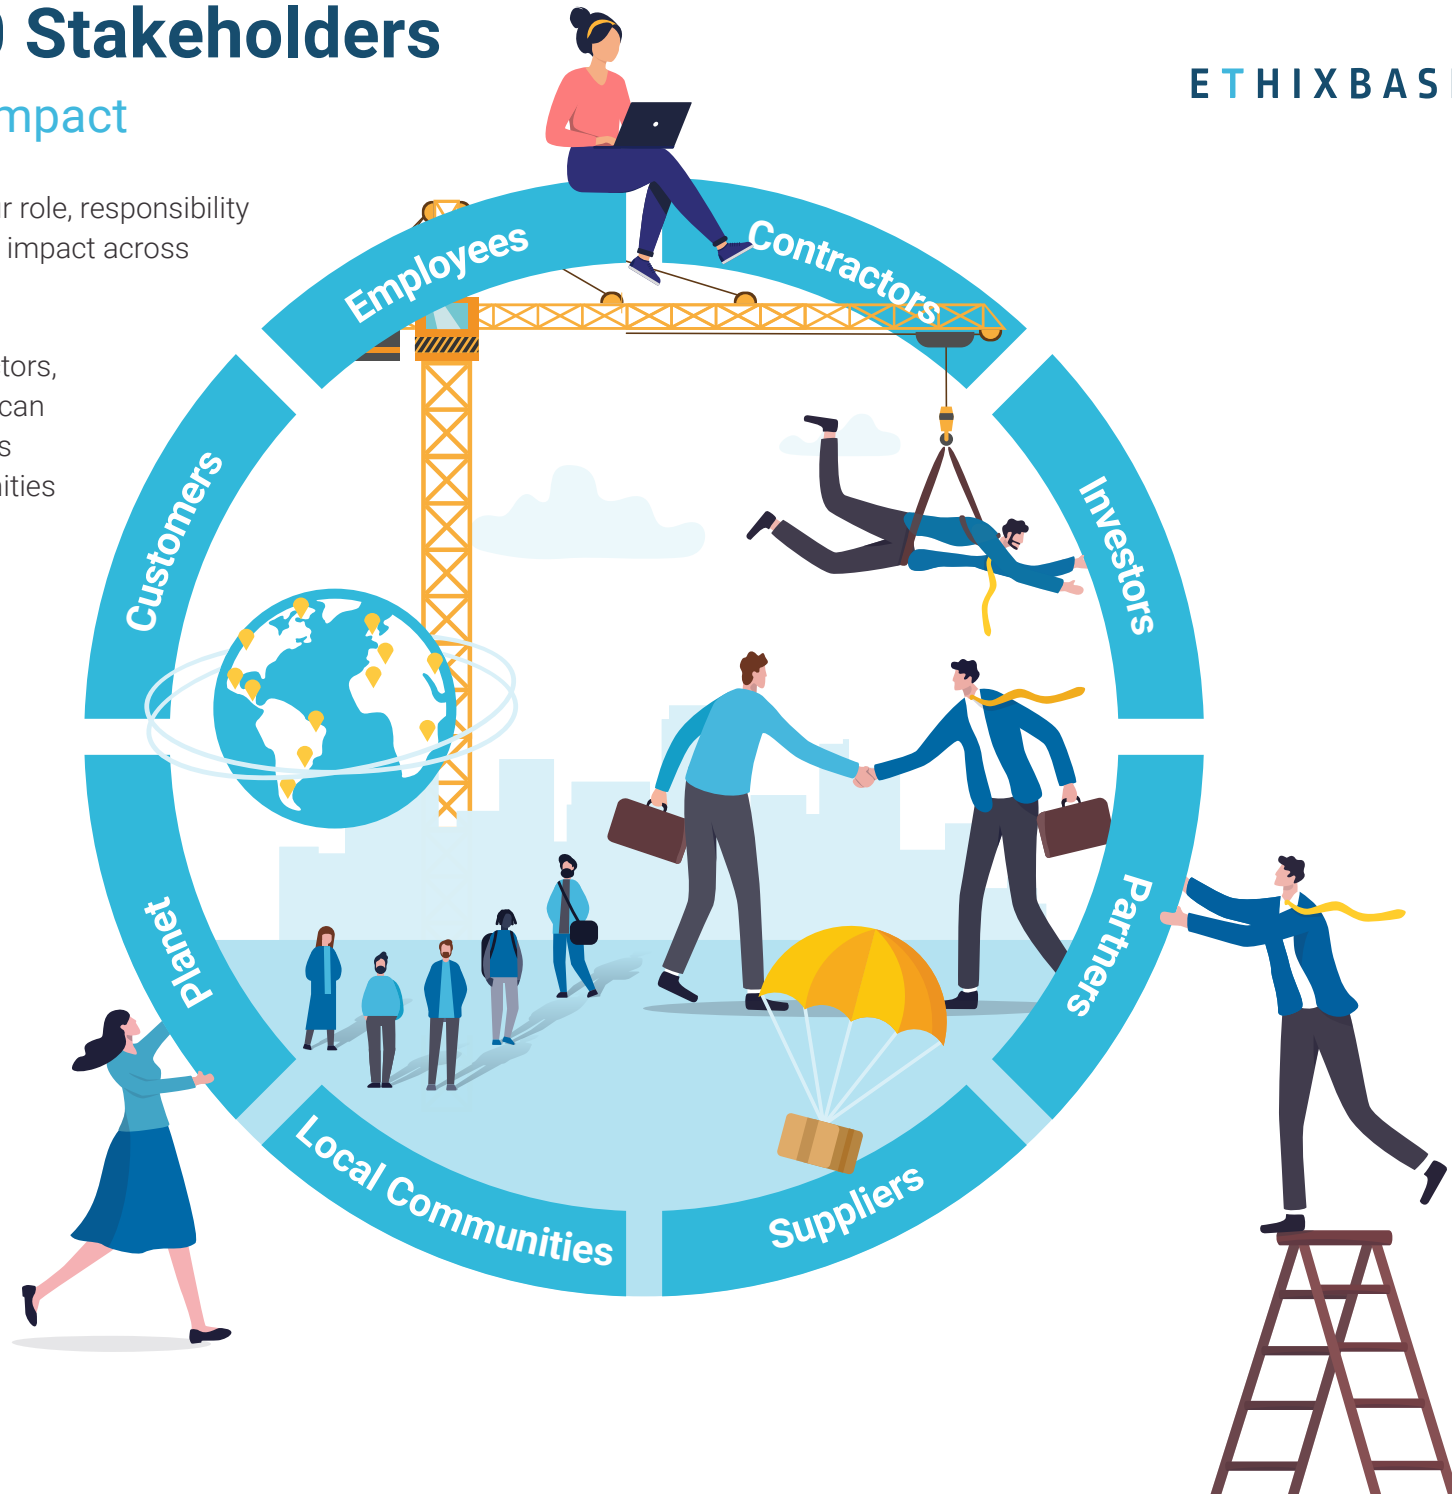 Stakeholders
mpact
ETHIXBAS
r role, responsibility
impact across
tors,
can
s
ities
Employees
Contractors
Investors
Partners
Suppliers
Local Communities
Planet
Customers